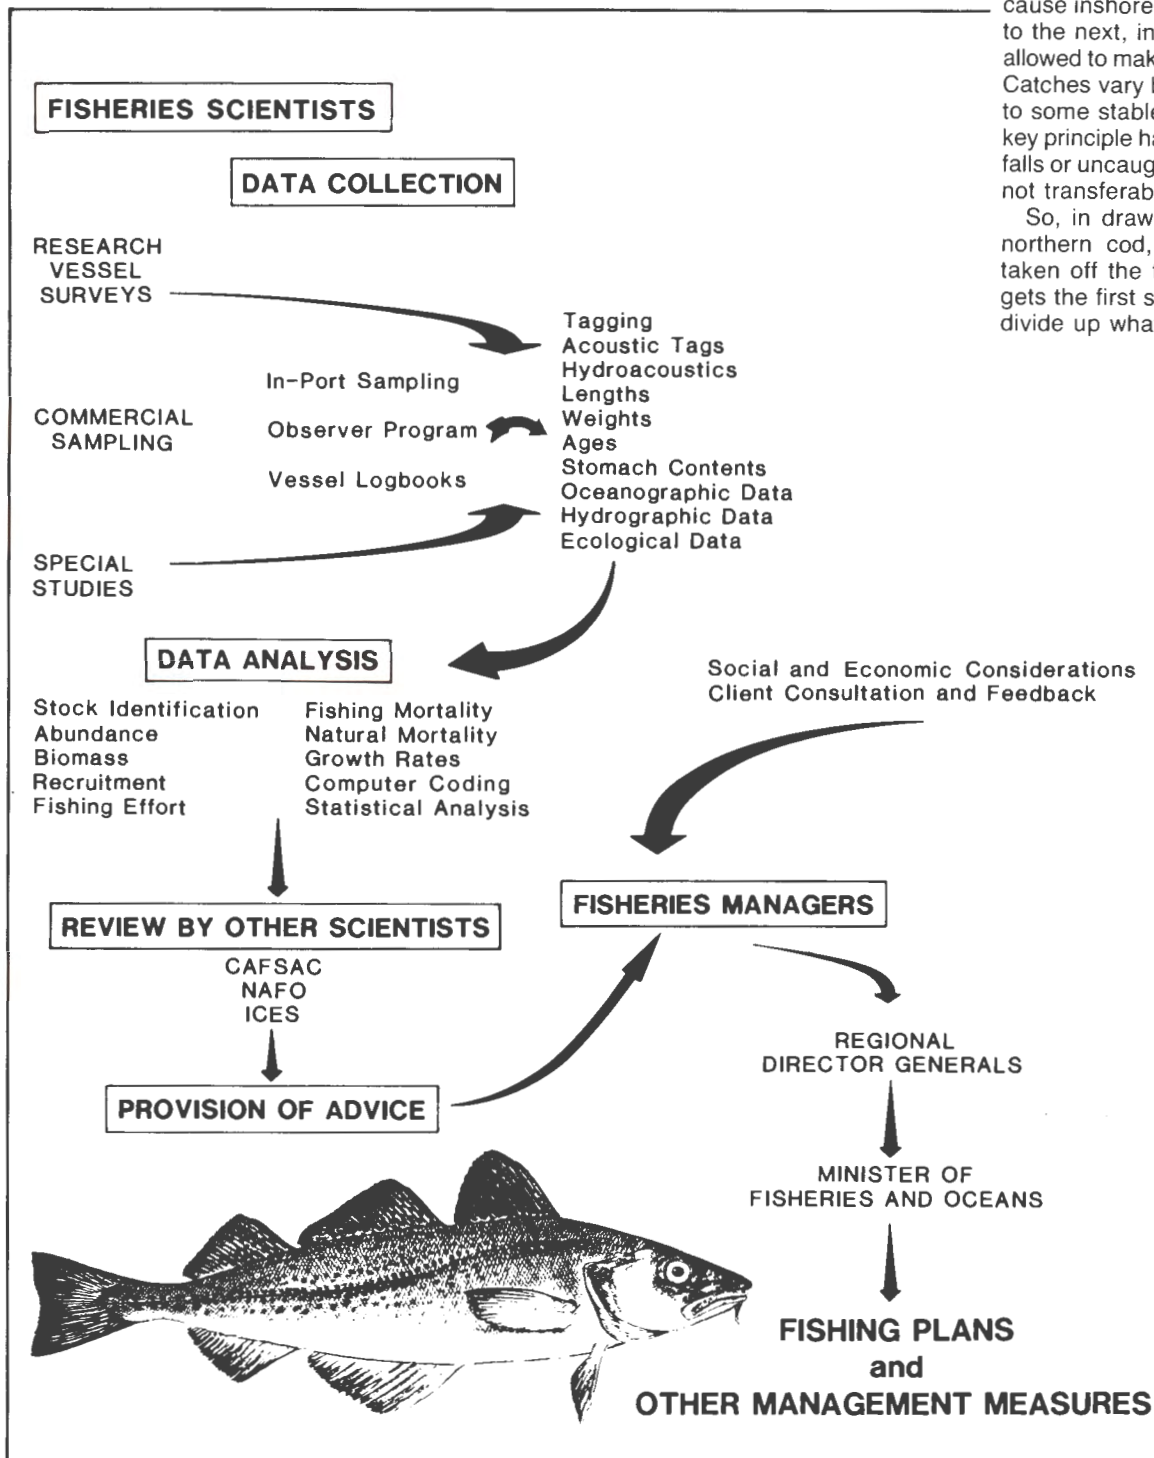 cause inshore
to the next, in
allowed to mak
Catches vary
to some stable
key principle ha
falls or uncaug
not transferab
So, in draw
northern cod,
taken off the
gets the first s
divide up wha
FISHERIES SCIENTISTS
DATA COLLECTION
RESEARCH
VESSEL
SURVEYS
In-Port Sampling
COMMERCIAL
SAMPLING
Observer Program
Vessel Logbooks
SPECIAL
STUDIES
Tagging
Acoustic Tags
Hydroacoustics
Lengths
Weights
Ages
Stomach Contents
Oceanographic Data
Hydrographic Data
Ecological Data
DATA ANALYSIS
Stock Identification
Abundance
Biomass
Recruitment
Fishing Effort
Fishing Mortality
Natural Mortality
Growth Rates
Computer Coding
Statistical Analysis
Social and Economic Considerations
Client Consultation and Feedback
REVIEW BY OTHER SCIENTISTS
CAFSAC
NAFO
ICES
PROVISION OF ADVICE
FISHERIES MANAGERS
REGIONAL
DIRECTOR GENERALS
MINISTER OF
FISHERIES AND OCEANS
FISHING PLANS
and
OTHER MANAGEMENT MEASURES